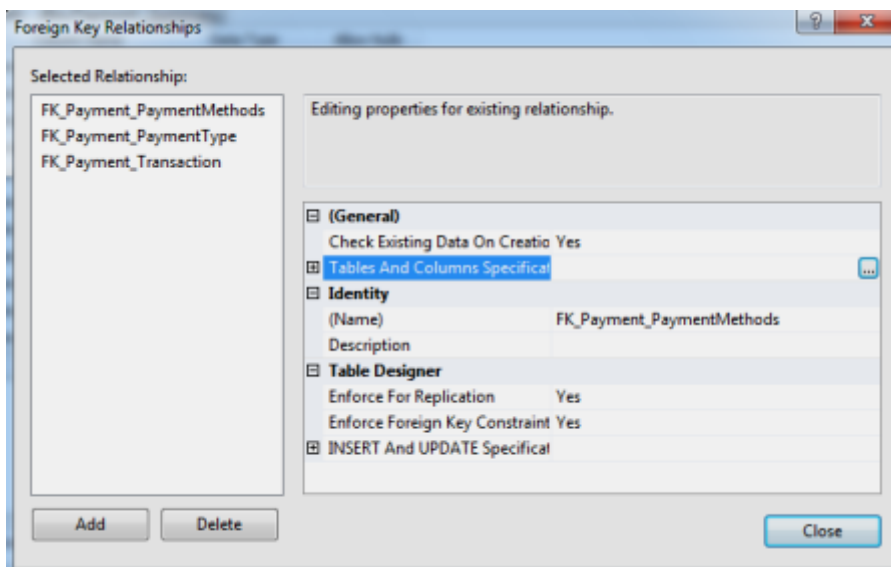 Foreign Key Relationships
Selected Relationship:
FK_Payment_PaymentMethods
FK_Payment_PaymentType
FK_Payment_Transaction
Editing properties for existing relationship.
(General)
Check Existing Data On Creatio Yes
Tables And Columns Specificat ...
Identity
(Name) FK_Payment_PaymentMethods
Description
Table Designer
Enforce For Replication Yes
Enforce Foreign Key Constraint Yes
INSERT And UPDATE Specificat
Add Delete
Close